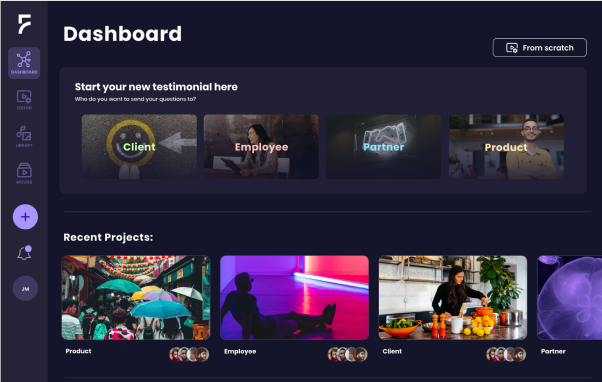 Dashboard
From scratch
DASHBOARD
EDITOR
LIBRARY
MOVIES
JM
Start your new testimonial here
Who do you want to send your questions to?
Client
Employee
Partner
Product
Recent Projects:
Product
Employee
Client
Partner